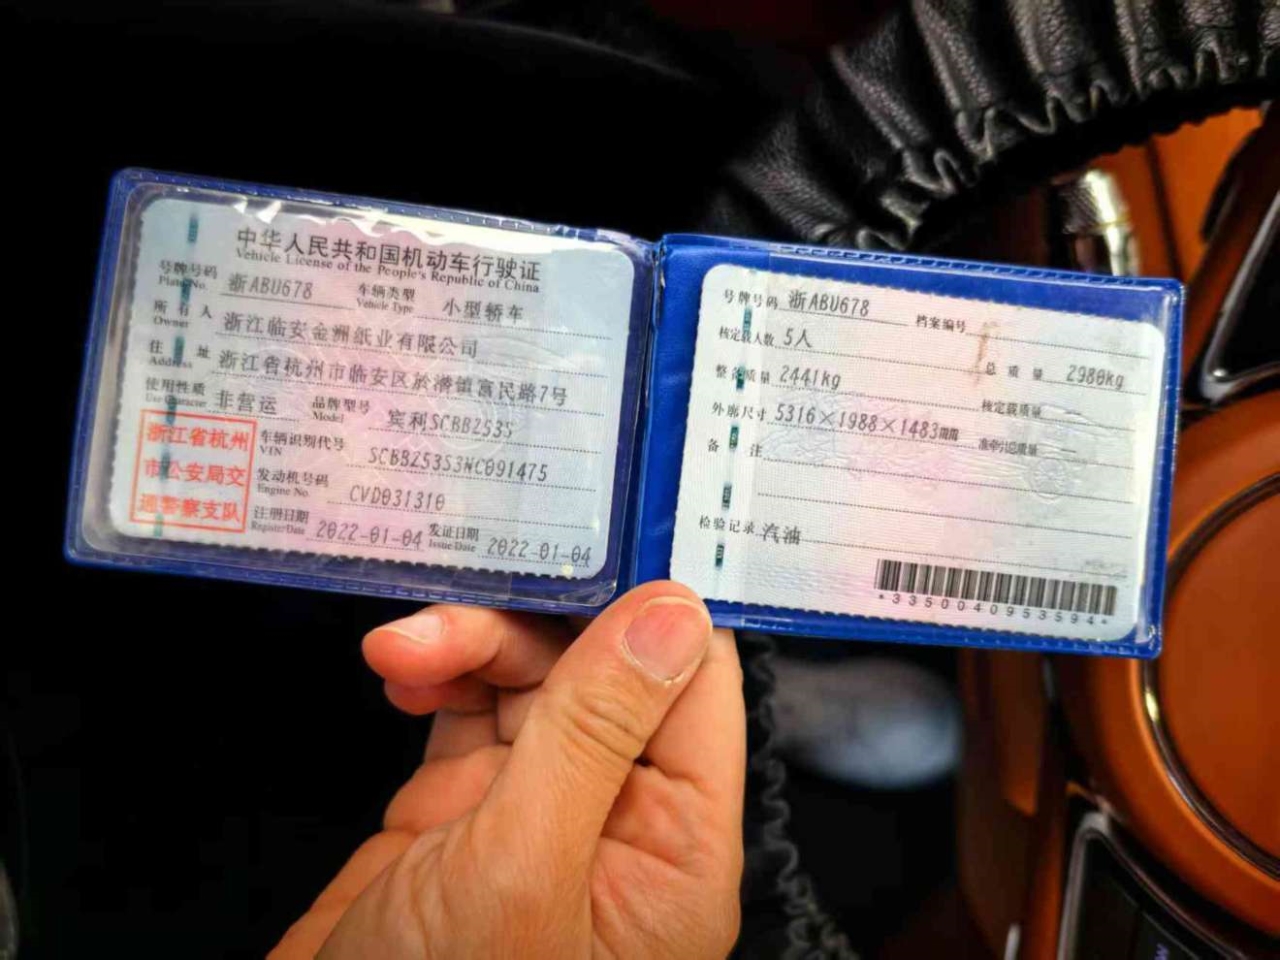 中华人民共和国机动车行驶证
Vehicle License of the People's Republic of China
号牌号码 浙ABU678 车辆类型 小型轿车
Plate No. Vehicle Type
所有人 浙江临安金洲纸业有限公司
Owner
住址 浙江省杭州市临安区於潜镇富民路7号
Address
使用性质 非营运 品牌型号 宾利SCBBZ53S
Use Character Model
浙江省杭州
市公安局交
通警察支队
车辆识别代号 SCBBZ53S3NC091475
VIN
发动机号码 CVD031310
Engine No.
注册日期 2022-01-04 发证日期 2022-01-04
Register Date Issue Date
号牌号码 浙ABU678 档案编号
核定载人数 5人 总质量 2980kg
整备质量 2441kg 核定载质量 —
外廓尺寸 5316×1988×1483mm 准牵引总质量 —
备注
检验记录 汽油
*3350040953594*